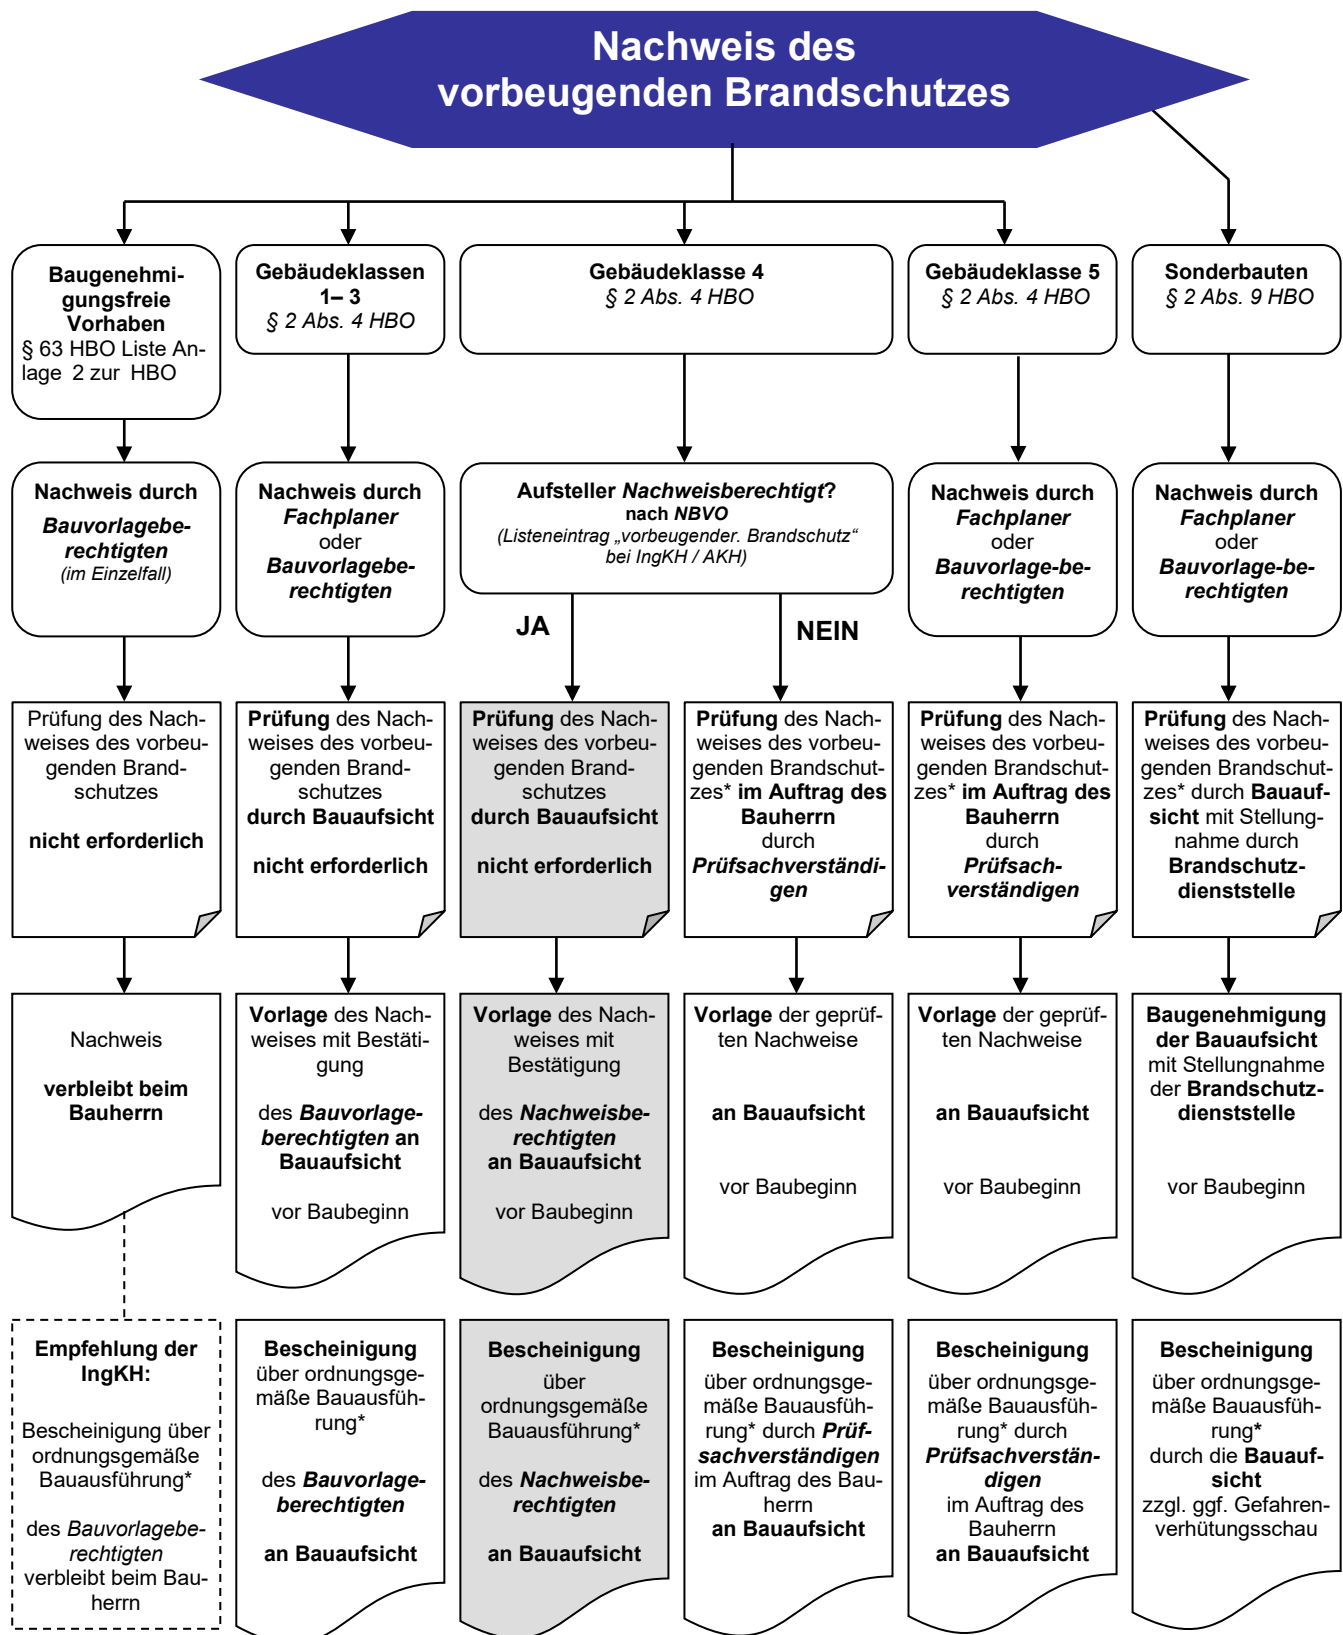 Nachweis des
vorbeugenden Brandschutzes
Baugenehmi-
gungsfreie
Vorhaben
§ 63 HBO Liste An-
lage 2 zur HBO
Gebäudeklassen
1– 3
§ 2 Abs. 4 HBO
Gebäudeklasse 4
§ 2 Abs. 4 HBO
Gebäudeklasse 5
§ 2 Abs. 4 HBO
Sonderbauten
§ 2 Abs. 9 HBO
Nachweis durch
Bauvorlagebe-
rechtigten
(im Einzelfall)
Nachweis durch
Fachplaner
oder
Bauvorlagebe-
rechtigten
Aufsteller Nachweisberechtigt?
nach NBVO
(Listeneintrag „vorbeugender. Brandschutz“
bei IngKH / AKH)
Nachweis durch
Fachplaner
oder
Bauvorlage-be-
rechtigten
Nachweis durch
Fachplaner
oder
Bauvorlage-be-
rechtigten
JA
NEIN
Prüfung des Nach-
weises des vorbeu-
genden Brand-
schutzes
nicht erforderlich
Prüfung des Nach-
weises des vorbeu-
genden Brand-
schutzes
durch Bauaufsicht
nicht erforderlich
Prüfung des Nach-
weises des vorbeu-
genden Brand-
schutzes
durch Bauaufsicht
nicht erforderlich
Prüfung des Nach-
weises des vorbeu-
genden Brandschut-
zes* im Auftrag des
Bauherrn
durch
Prüfsachverständi-
gen
Prüfung des Nach-
weises des vorbeu-
genden Brandschut-
zes* im Auftrag des
Bauherrn
durch
Prüfsach-
verständigen
Prüfung des Nach-
weises des vorbeu-
genden Brandschut-
zes* durch Bauauf-
sicht mit Stellung-
nahme durch
Brandschutz-
dienststelle
Nachweis
verbleibt beim
Bauherrn
Vorlage des Nach-
weises mit Bestäti-
gung
des Bauvorlage-
berechtigten an
Bauaufsicht
vor Baubeginn
Vorlage des Nach-
weises mit
Bestätigung
des Nachweisbe-
rechtigten
an Bauaufsicht
vor Baubeginn
Vorlage der geprüf-
ten Nachweise
an Bauaufsicht
vor Baubeginn
Vorlage der geprüf-
ten Nachweise
an Bauaufsicht
vor Baubeginn
Baugenehmigung
der Bauaufsicht
mit Stellungnahme
der Brandschutz-
dienststelle
vor Baubeginn
Empfehlung der
IngKH:
Bescheinigung über
ordnungsgemäße
Bauausführung*
des Bauvorlagebe-
rechtigten
verbleibt beim Bau-
herrn
Bescheinigung
über ordnungsge-
mäße Bauausfüh-
rung*
des Bauvorlage-
berechtigten
an Bauaufsicht
Bescheinigung
über
ordnungsgemäße
Bauausführung*
des Nachweisbe-
rechtigten
an Bauaufsicht
Bescheinigung
über ordnungsge-
mäße Bauausfüh-
rung* durch Prüf-
sachverständigen
im Auftrag des Bau-
herrn
an Bauaufsicht
Bescheinigung
über ordnungsge-
mäße Bauausfüh-
rung* durch
Prüfsachverstän-
digen
im Auftrag des
Bauherrn
an Bauaufsicht
Bescheinigung
über ordnungsge-
mäße Bauausfüh-
rung*
durch die Bauauf-
sicht
zzgl. ggf. Gefahren-
verhütungsschau